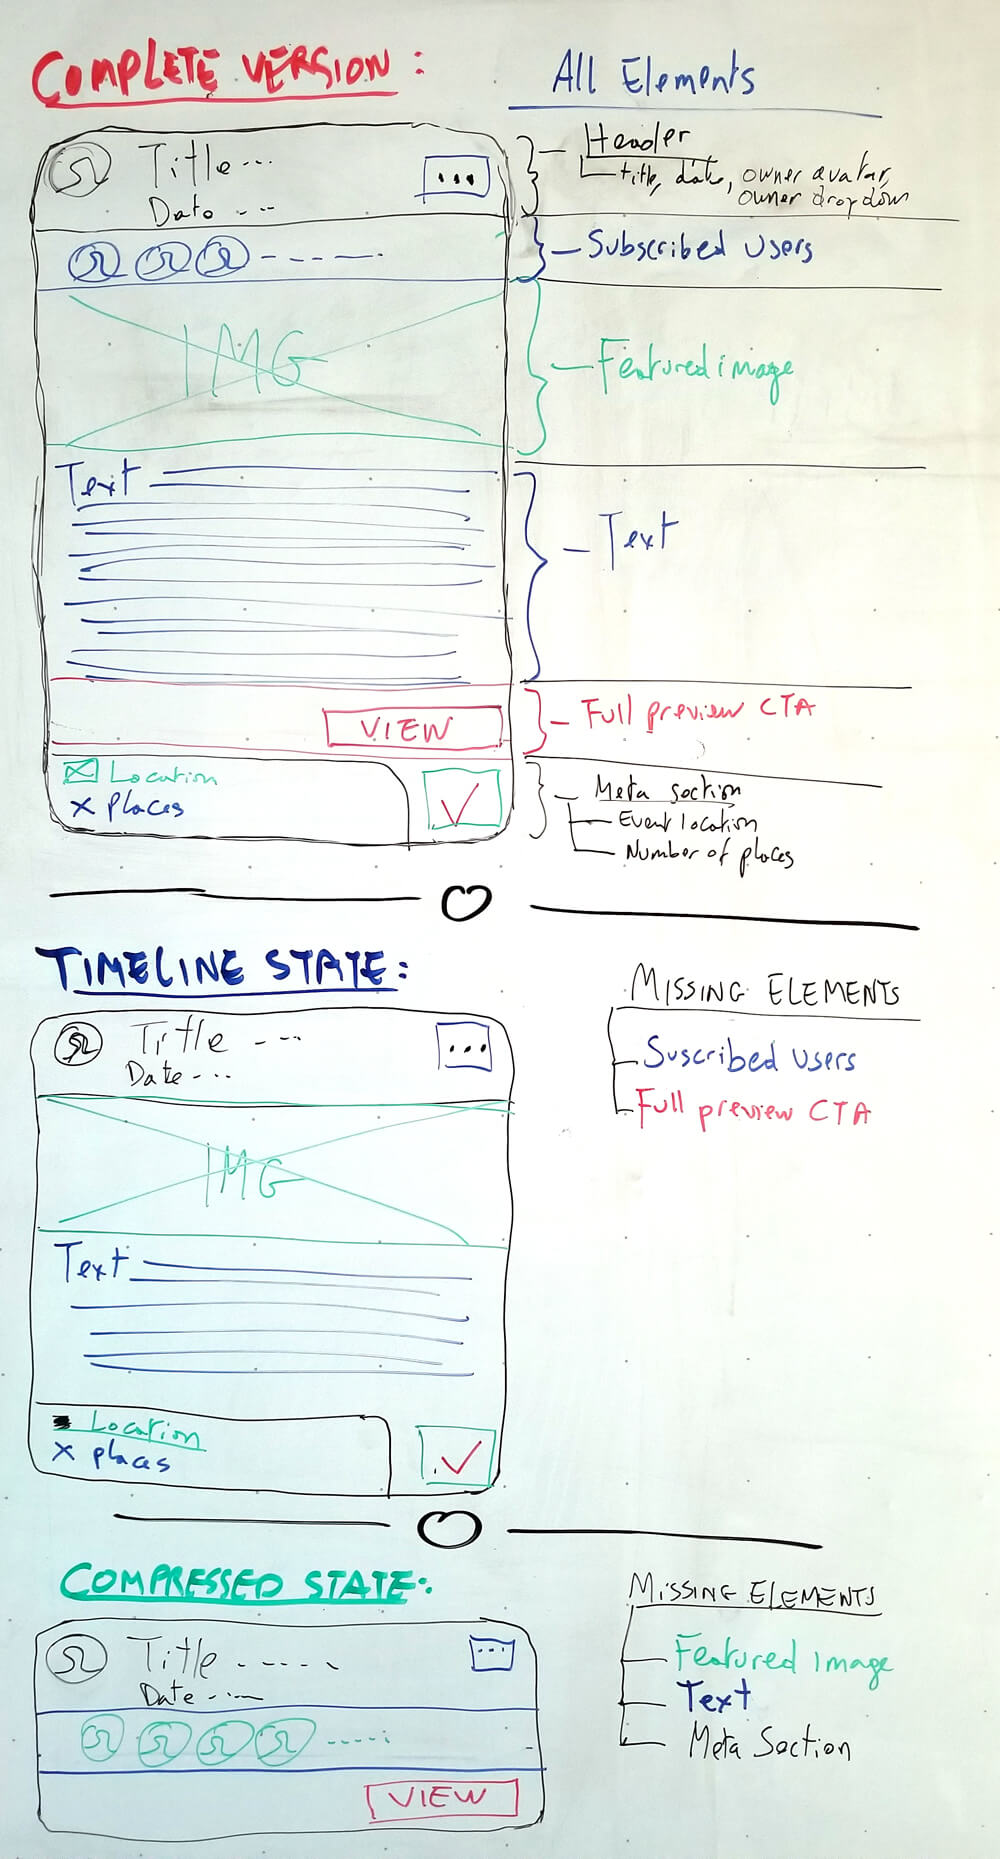 COMPLETE VERSION :
All Elements
Title ...
Date ...
...
Header
title, date, owner avatar,
owner dropdown
Subscribed Users
IMG
Featured image
Text
Text
VIEW
Full preview CTA
Location
X places
Meta section
Event location
Number of places
TIMELINE STATE:
MISSING ELEMENTS
Title ...
Date ...
...
Suscribed Users
Full preview CTA
IMG
Text
Location
X places
COMPRESSED STATE:
MISSING ELEMENTS
Title .....
Date ...
...
Featured image
Text
Meta Section
VIEW